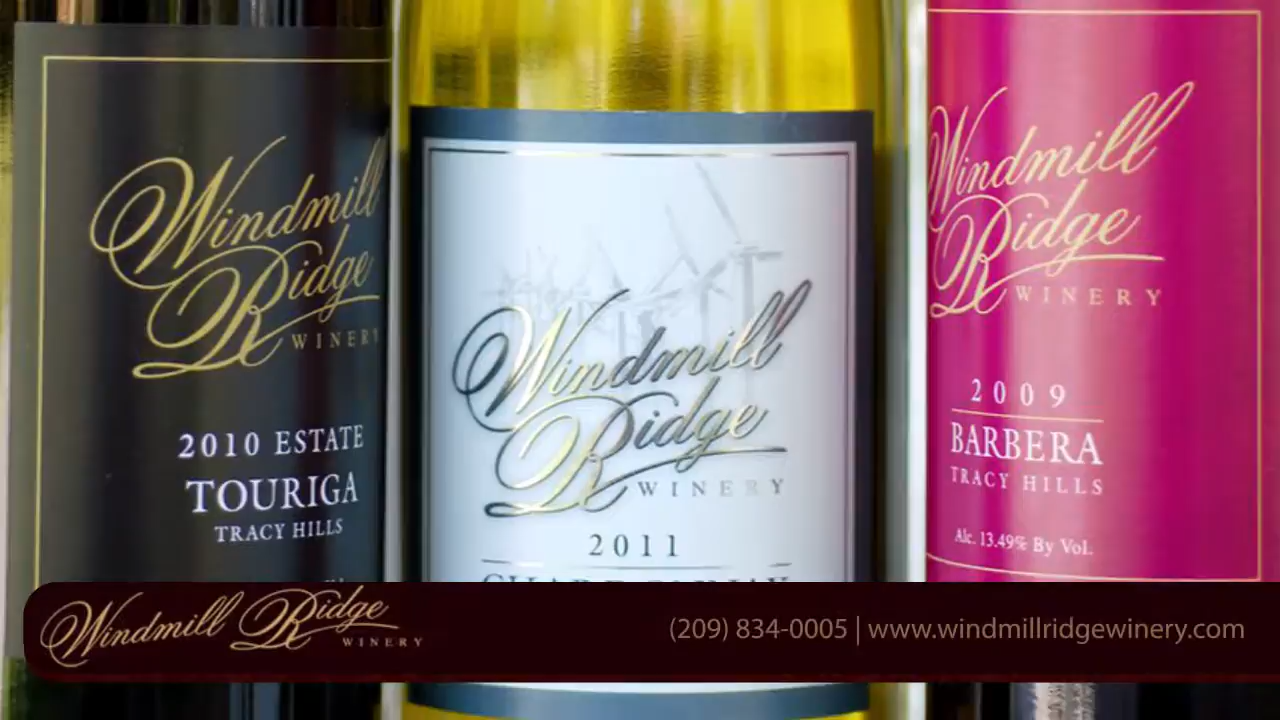 Windmill
Ridge
WINERY
2010 ESTATE
TOURIGA
TRACY HILLS
Windmill
Ridge
WINERY
2011
Windmill
Ridge
WINERY
2009
BARBERA
TRACY HILLS
Alc. 13.49% By Vol.
Windmill Ridge
WINERY
(209) 834-0005 | www.windmillridgewinery.com